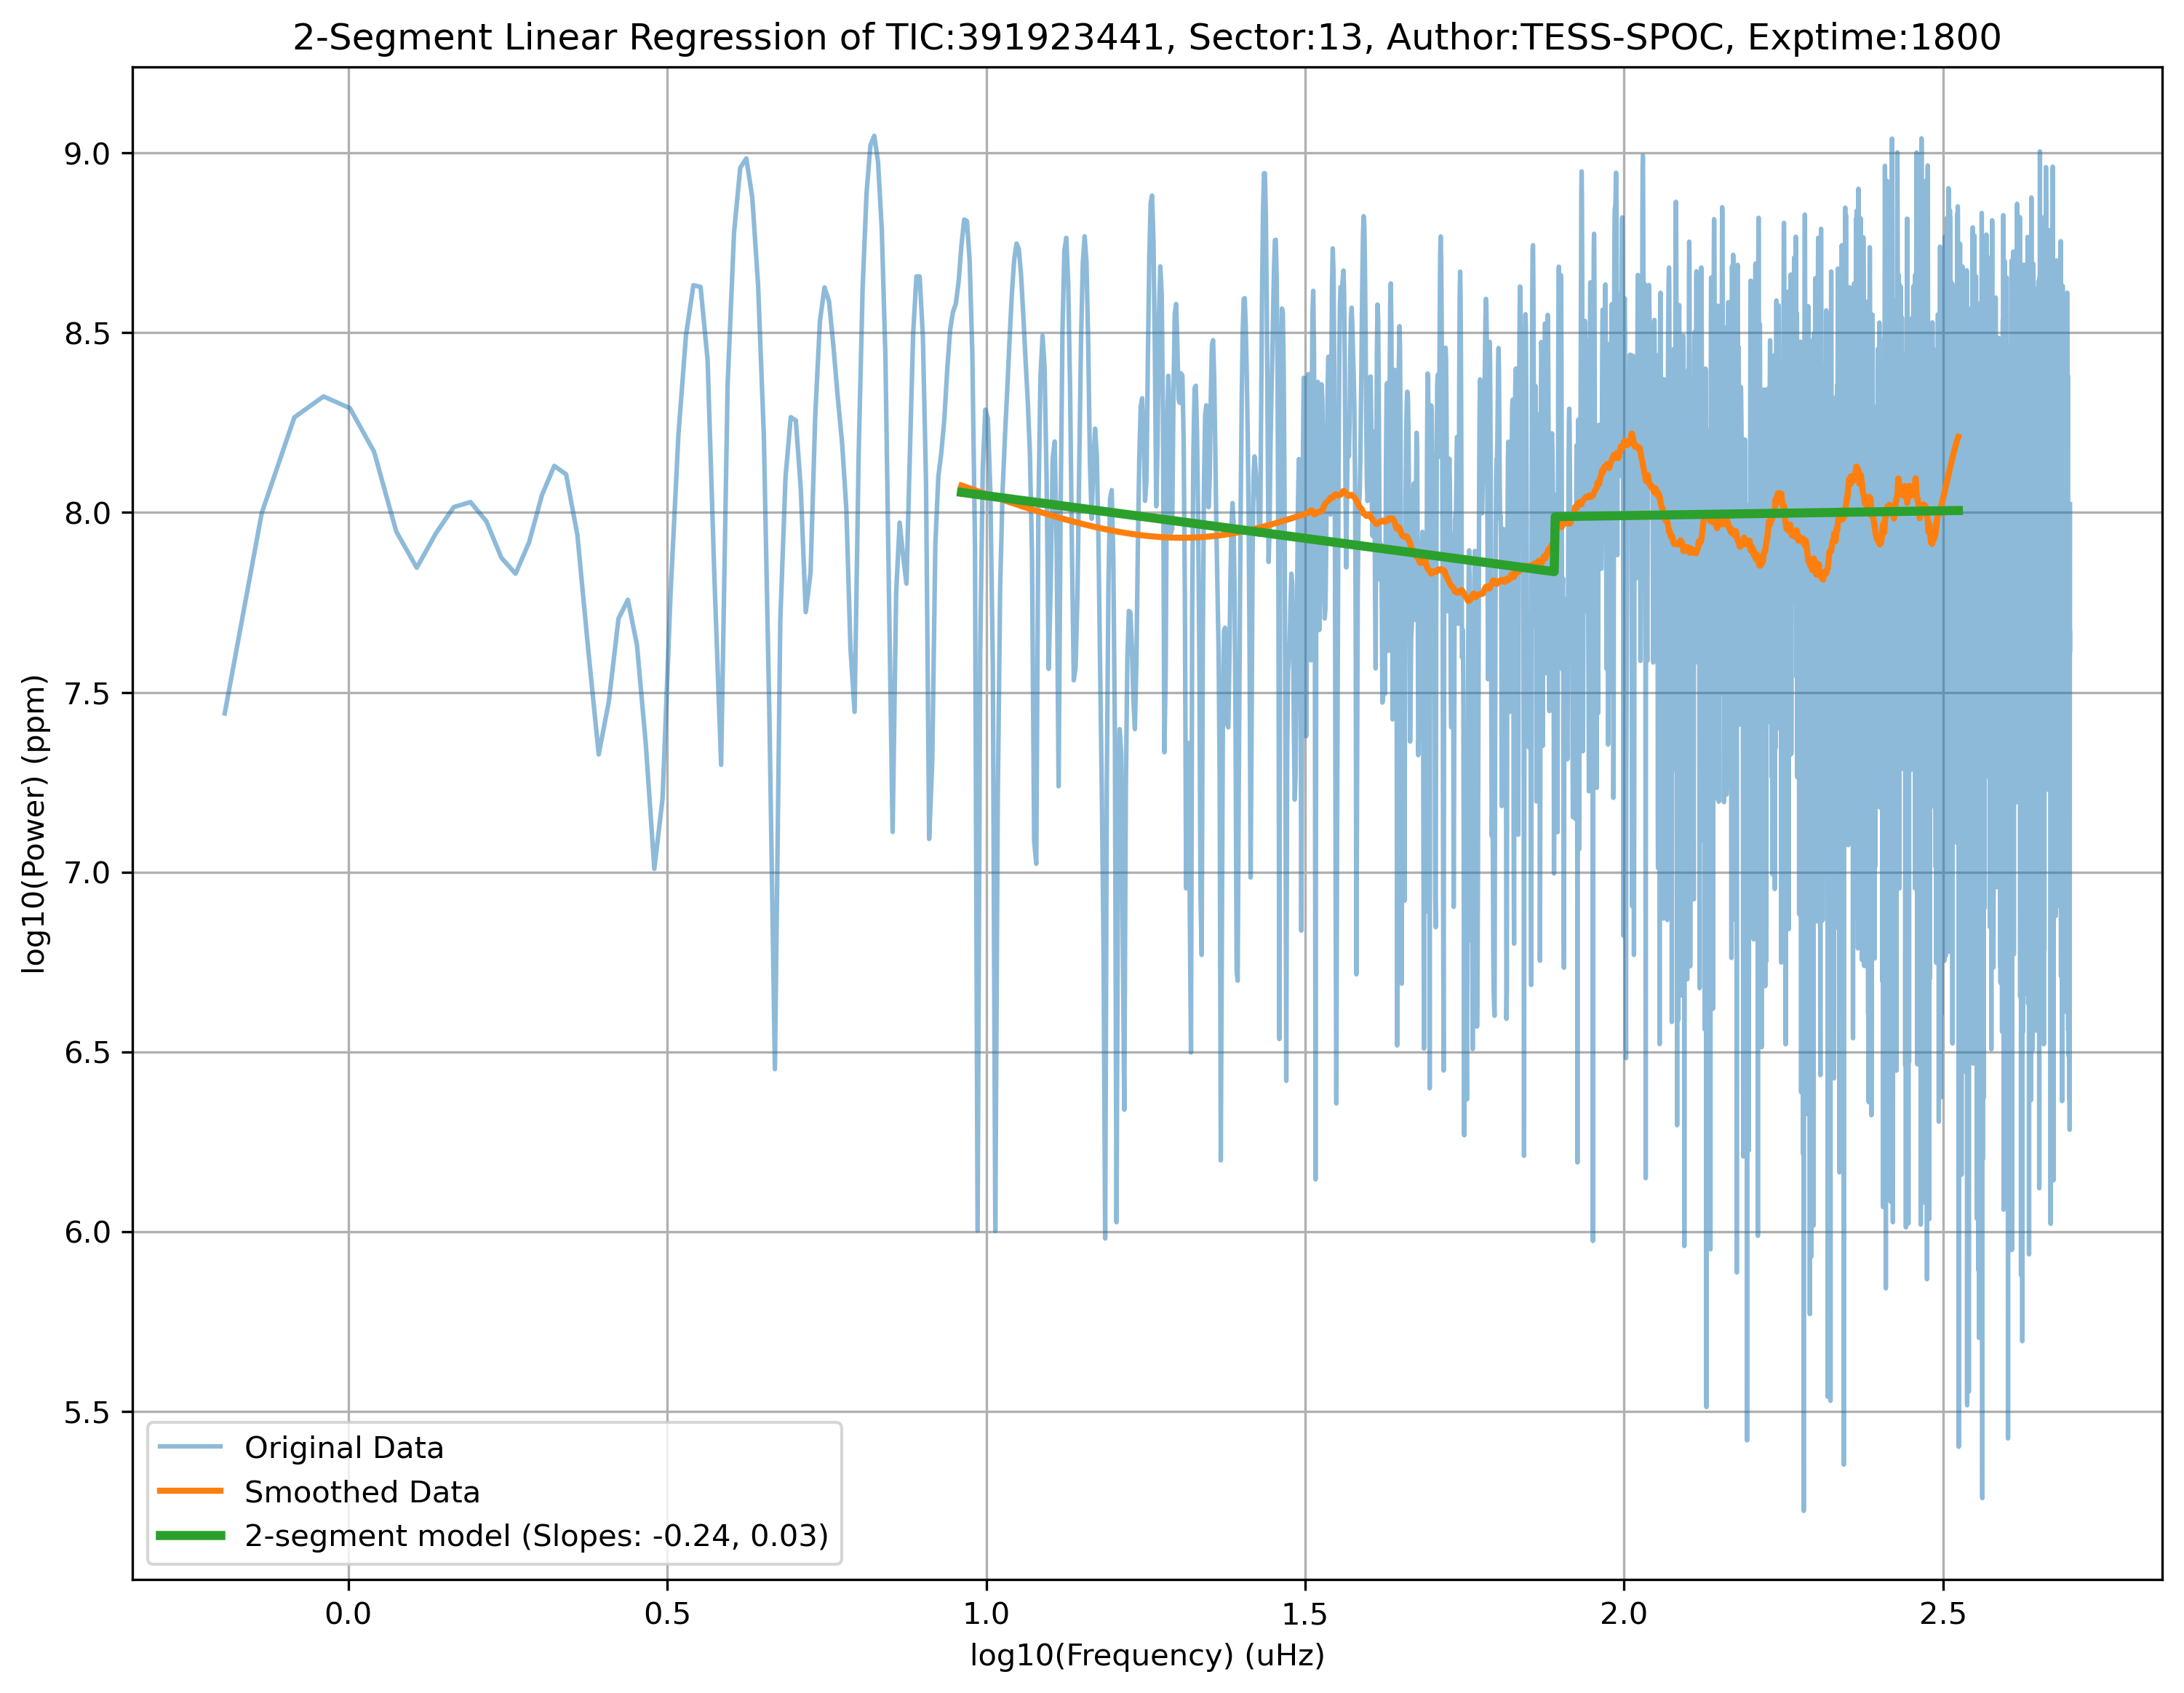 2-Segment Linear Regression of TIC:391923441, Sector:13, Author:TESS-SPOC, Exptime:1800
log10(Power) (ppm)
9.0
8.5
8.0
7.5
7.0
6.5
6.0
5.5
Original Data
Smoothed Data
2-segment model (Slopes: -0.24, 0.03)
0.0 0.5 1.0 1.5 2.0 2.5
log10(Frequency) (uHz)